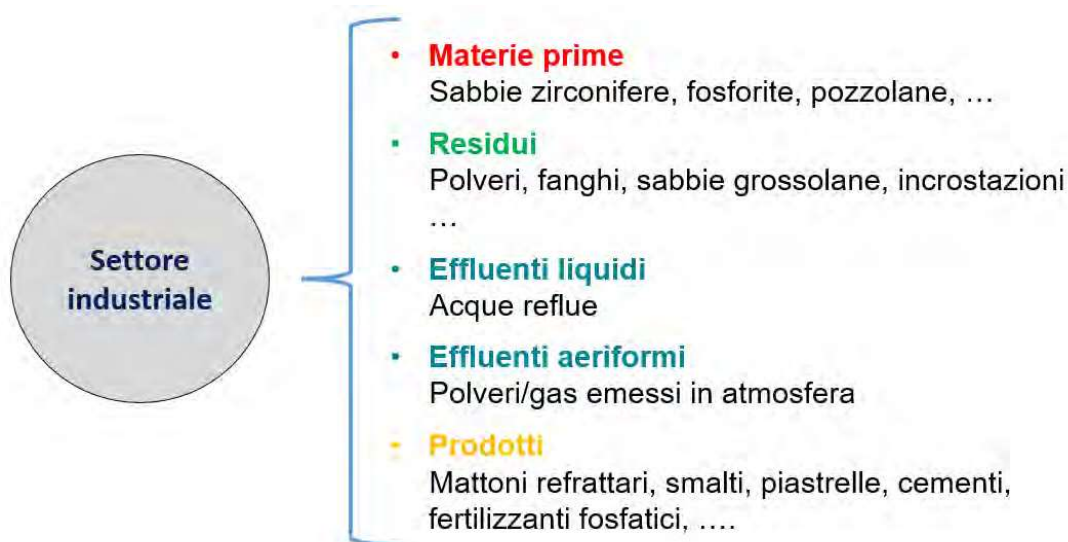 Settore
industriale
• Materie prime
Sabbie zirconifere, fosforite, pozzolane, …
• Residui
Polveri, fanghi, sabbie grossolane, incrostazioni
…
• Effluenti liquidi
Acque reflue
• Effluenti aeriformi
Polveri/gas emessi in atmosfera
• Prodotti
Mattoni refrattari, smalti, piastrelle, cementi,
fertilizzanti fosfatici, ….